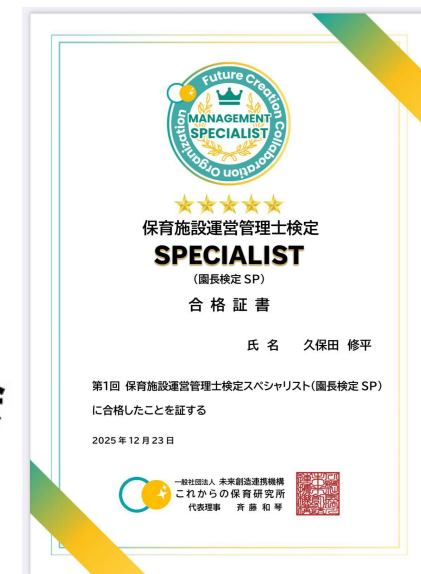 Future Creation Collaboration Organization
MANAGEMENT
SPECIALIST
保育施設運営管理士検定
SPECIALIST
(園長検定 SP)
合格証書
氏名 久保田 修平
第1回 保育施設運営管理士検定スペシャリスト(園長検定 SP)
に合格したことを証する
2025年12月23日
一般社団法人 未来創造連携機構
これからの保育研究所
代表理事 斉藤和琴